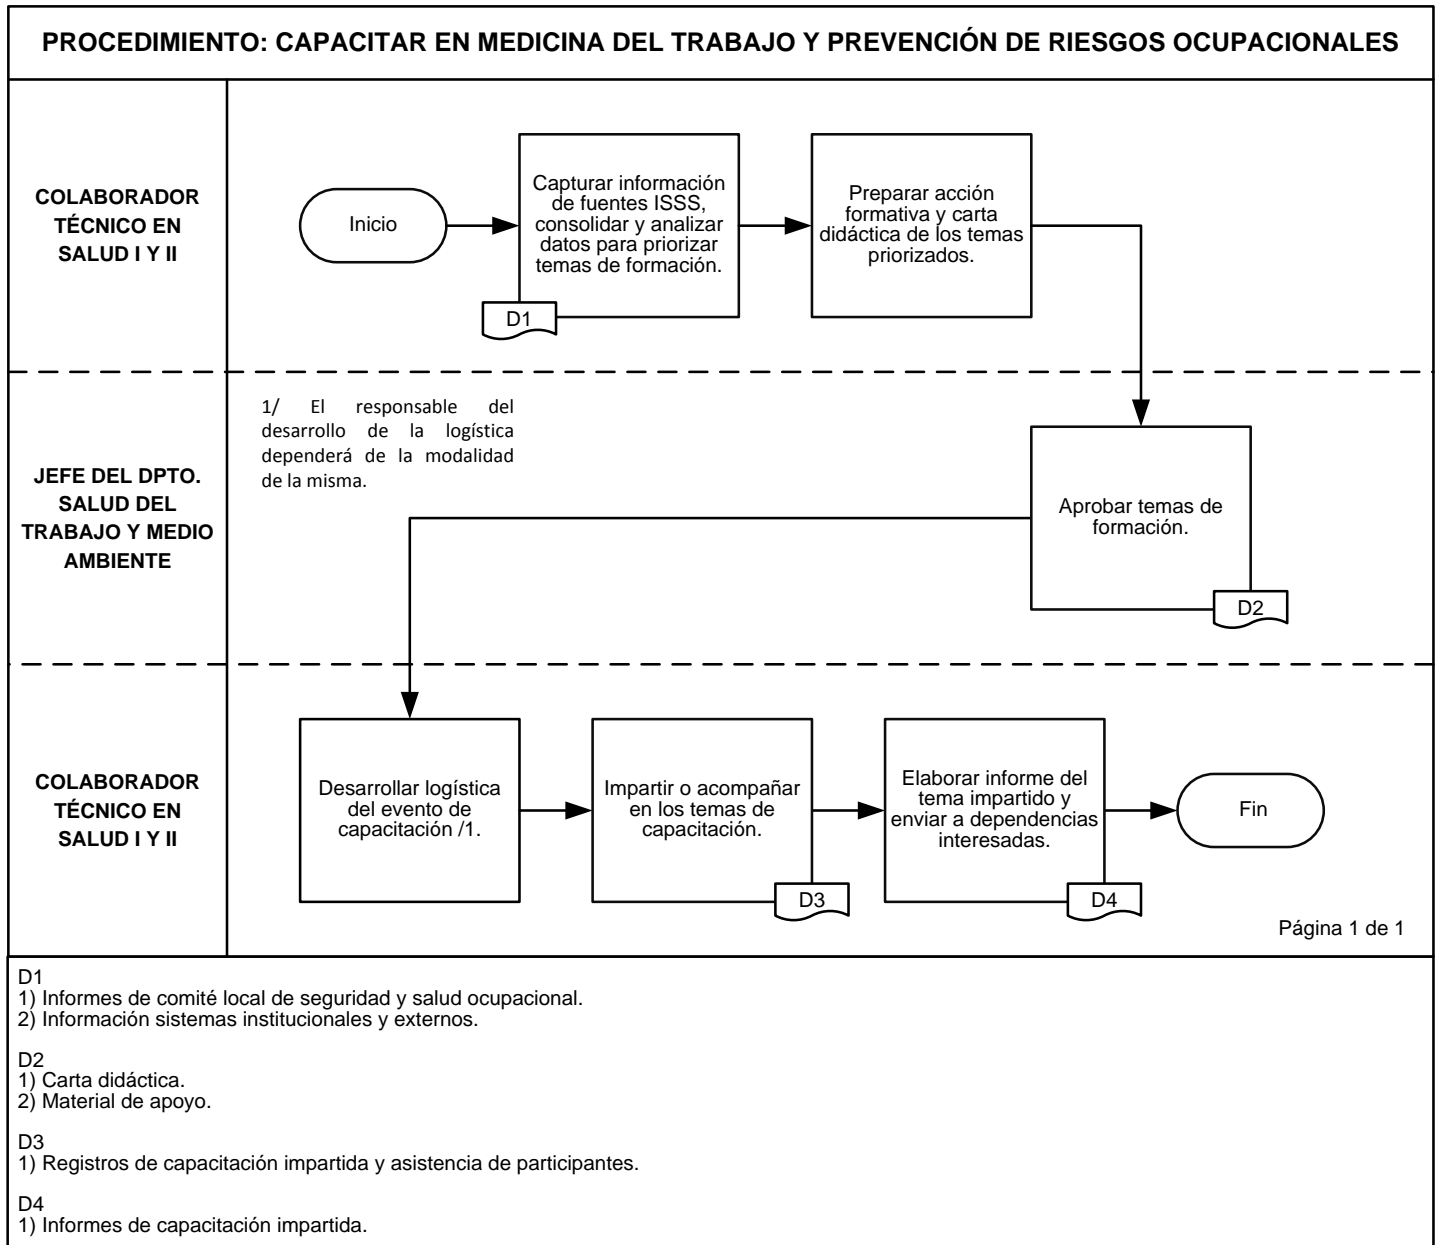 PROCEDIMIENTO: CAPACITAR EN MEDICINA DEL TRABAJO Y PREVENCIÓN DE RIESGOS OCUPACIONALES
COLABORADOR
TÉCNICO EN
SALUD I Y II
Inicio
Capturar información
de fuentes ISSS,
consolidar y analizar
datos para priorizar
temas de formación.
D1
Preparar acción
formativa y carta
didáctica de los temas
priorizados.
JEFE DEL DPTO.
SALUD DEL
TRABAJO Y MEDIO
AMBIENTE
1/ El responsable del
desarrollo de la logística
dependerá de la modalidad
de la misma.
Aprobar temas de
formación.
D2
COLABORADOR
TÉCNICO EN
SALUD I Y II
Desarrollar logística
del evento de
capacitación /1.
Impartir o acompañar
en los temas de
capacitación.
D3
Elaborar informe del
tema impartido y
enviar a dependencias
interesadas.
D4
Fin
Página 1 de 1
D1
1) Informes de comité local de seguridad y salud ocupacional.
2) Información sistemas institucionales y externos.
D2
1) Carta didáctica.
2) Material de apoyo.
D3
1) Registros de capacitación impartida y asistencia de participantes.
D4
1) Informes de capacitación impartida.